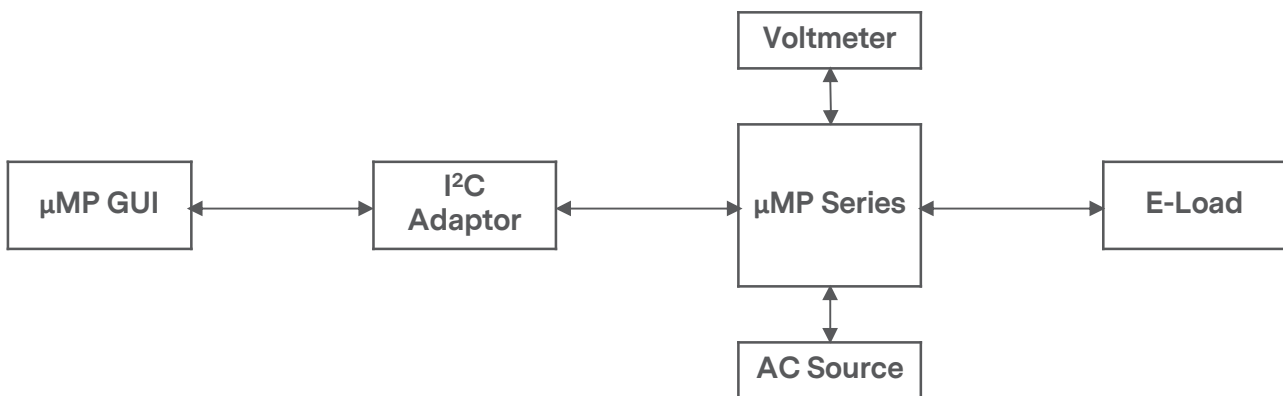 Voltmeter
μMP GUI
I²C
Adaptor
μMP Series
E-Load
AC Source